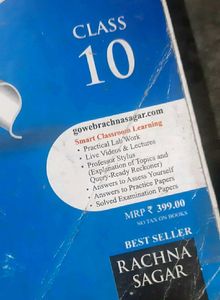 CLASS
10
gowebrachnasagar.com
Smart Classroom Learning
• Practical Lab Work
• Live Videos & Lectures
• Professor Stylus
(Explanation of Topics and
Query-Ready Reckoner)
• Answers to Assess Yourself
• Answers to Practice Papers
• Solved Examination Papers
MRP ₹ 399.00
NO TAX ON BOOKS
BEST SELLER
RACHNA
SAGAR